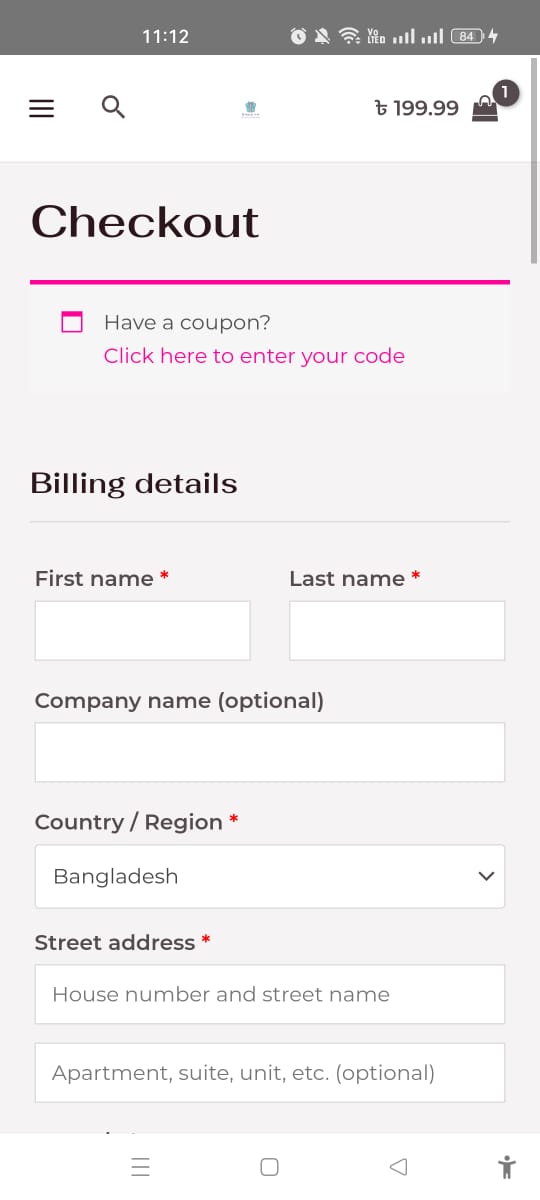 11:12
Vo
LTED
84
৳ 199.99
1
Checkout
Have a coupon?
Click here to enter your code
Billing details
First name *
Last name *
Company name (optional)
Country / Region *
Bangladesh
Street address *
House number and street name
Apartment, suite, unit, etc. (optional)